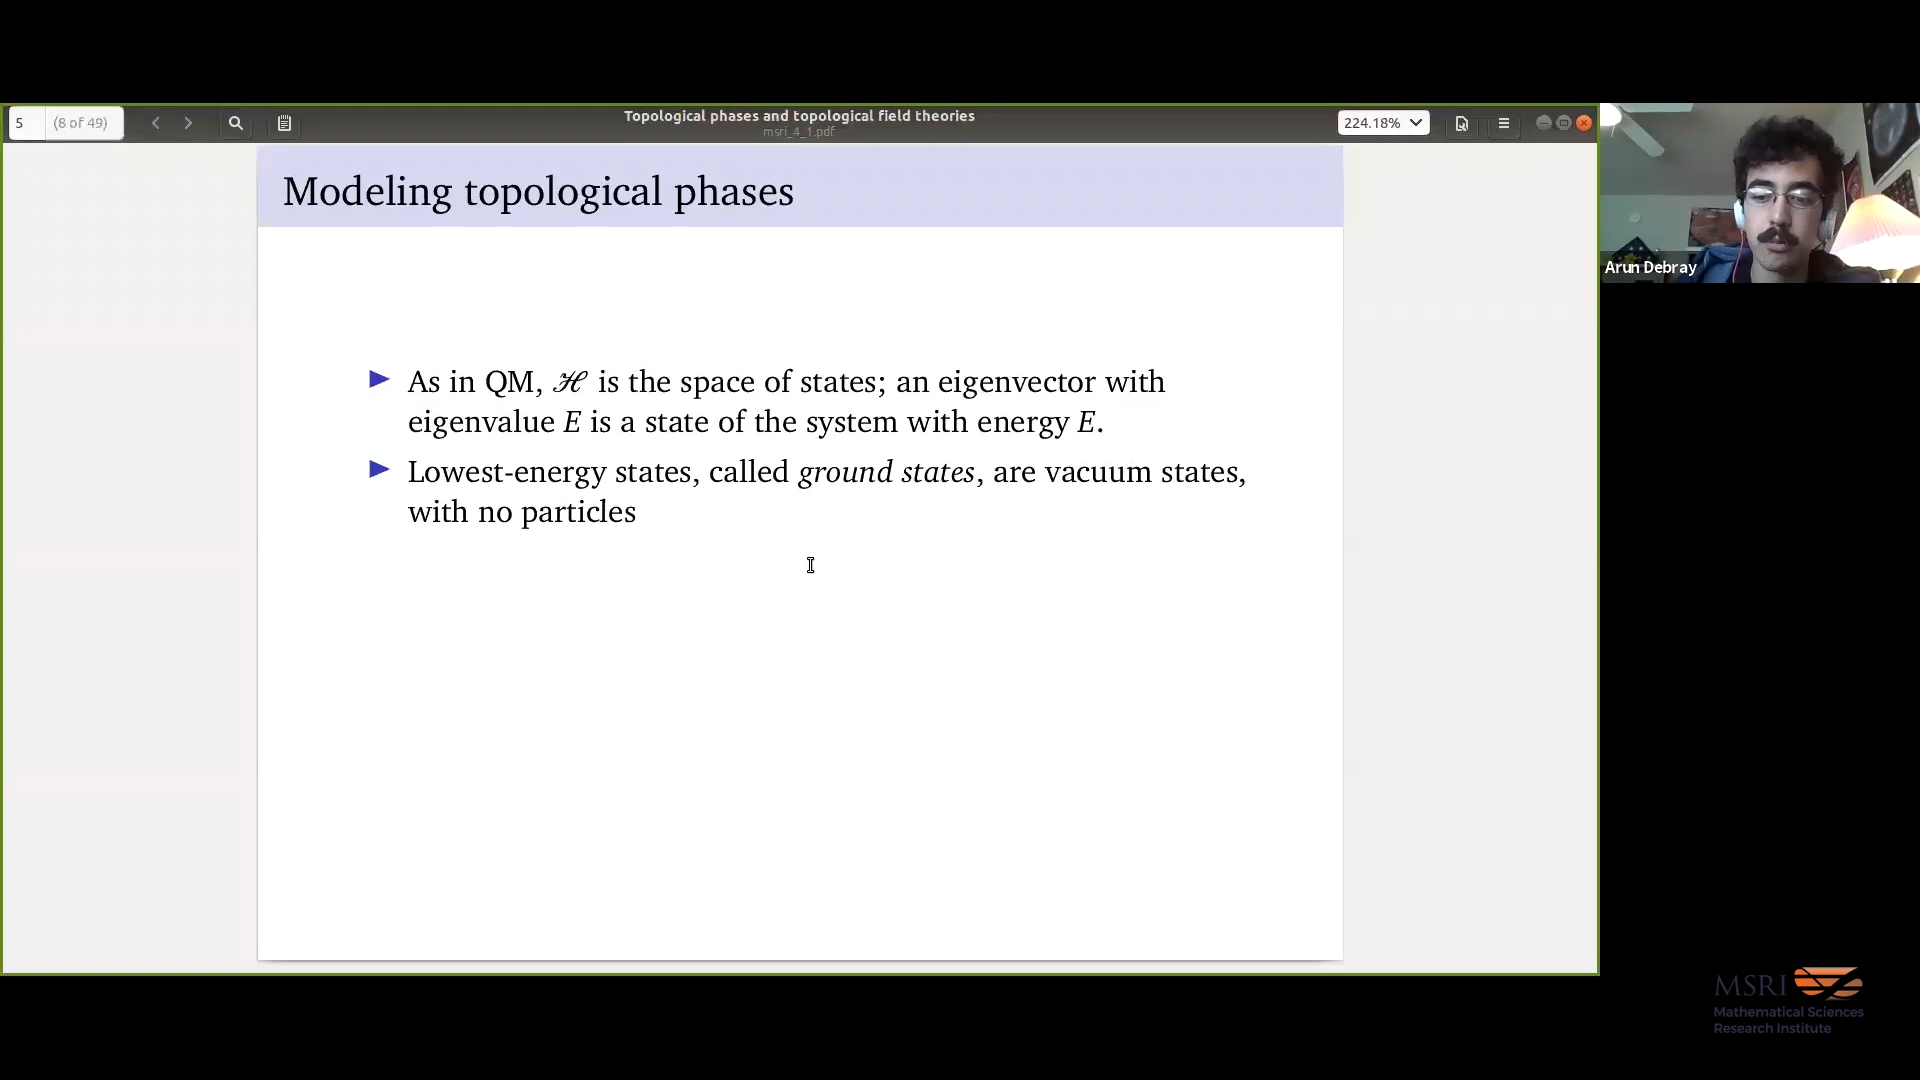 5 (8 of 49)
Topological phases and topological field theories
msri_4_1.pdf
224.18%
Modeling topological phases
▶ As in QM, ℋ is the space of states; an eigenvector with
eigenvalue E is a state of the system with energy E.
▶ Lowest-energy states, called ground states, are vacuum states,
with no particles
Arun Debray
MSRI
Mathematical Sciences
Research Institute